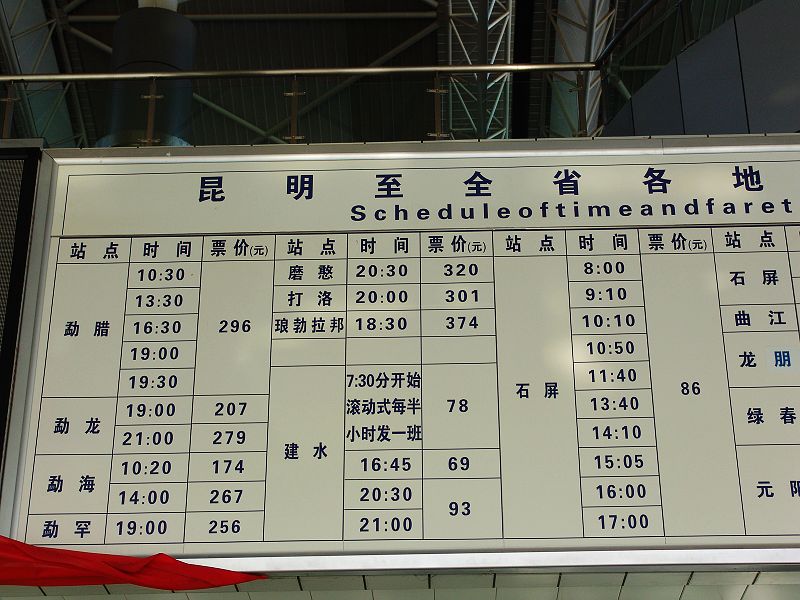 昆明至全省各地
Scheduleoftimeandfaret
站点 时间 票价(元) 站点 时间 票价(元) 站点 时间 票价(元) 站点
勐腊
10:30
13:30
16:30
19:00
19:30
296
勐龙
19:00 207
21:00 279
勐海
10:20 174
14:00 267
勐罕 19:00 256
磨憨 20:30 320
打洛 20:00 301
琅勃拉邦 18:30 374
建水
7:30分开始
滚动式每半
小时发一班
78
16:45 69
20:30
21:00
93
石屏
8:00
9:10
10:10
10:50
11:40
13:40
14:10
15:05
16:00
17:00
86
石屏
曲江
龙朋
绿春
元阳